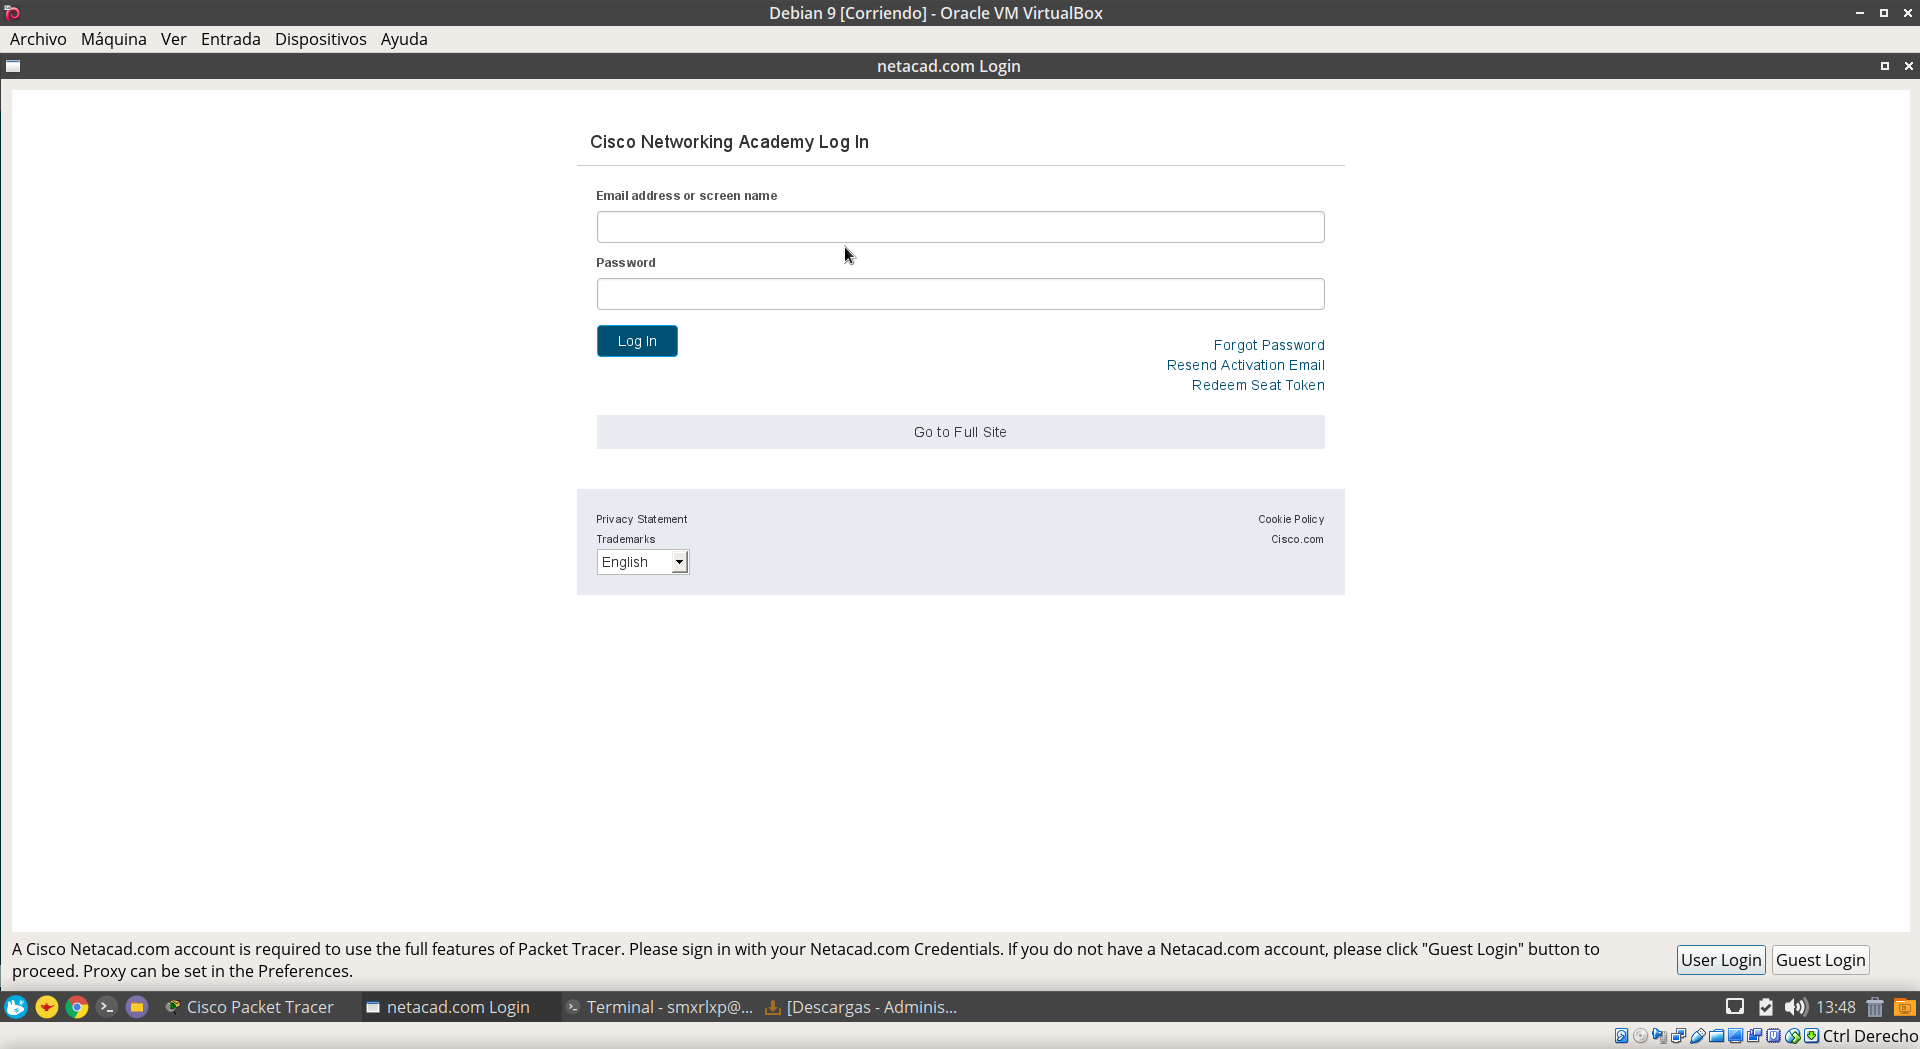 Debian 9 [Corriendo] - Oracle VM VirtualBox
Archivo Máquina Ver Entrada Dispositivos Ayuda
netacad.com Login
Cisco Networking Academy Log In
Email address or screen name
Password
Log In
Forgot Password
Resend Activation Email
Redeem Seat Token
Go to Full Site
Privacy Statement
Cookie Policy
Trademarks
Cisco.com
English
A Cisco Netacad.com account is required to use the full features of Packet Tracer. Please sign in with your Netacad.com Credentials. If you do not have a Netacad.com account, please click "Guest Login" button to
proceed. Proxy can be set in the Preferences.
User Login
Guest Login
Cisco Packet Tracer
netacad.com Login
Terminal - smxrlxp@...
[Descargas - Adminis...
13:48
Ctrl Derecho